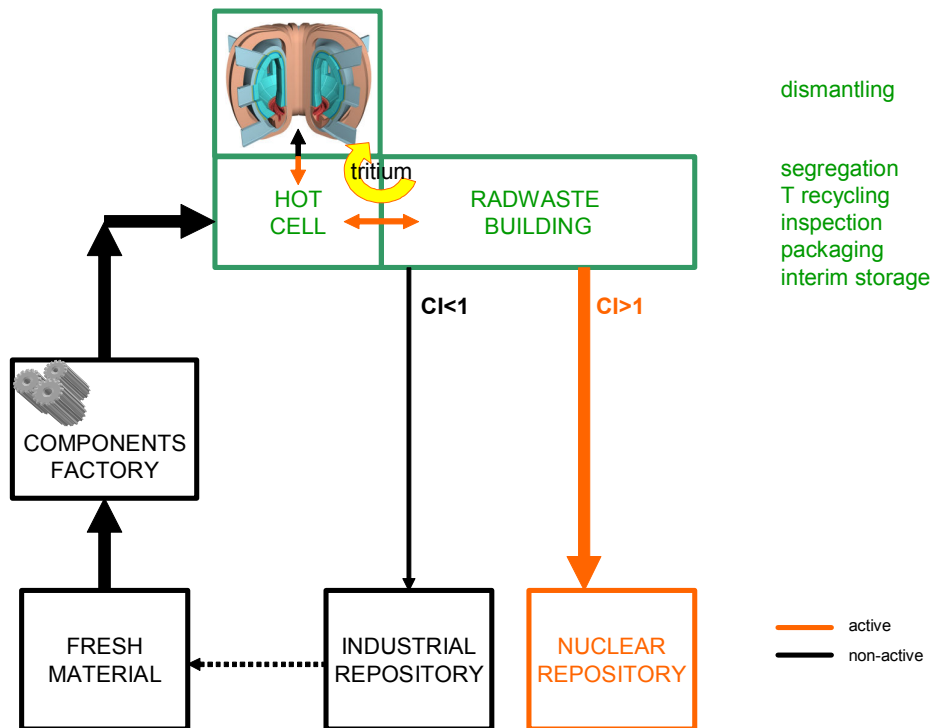 dismantling
tritium
HOT
CELL
RADWASTE
BUILDING
segregation
T recycling
inspection
packaging
interim storage
CI<1
CI>1
COMPONENTS
FACTORY
FRESH
MATERIAL
INDUSTRIAL
REPOSITORY
NUCLEAR
REPOSITORY
active
non-active